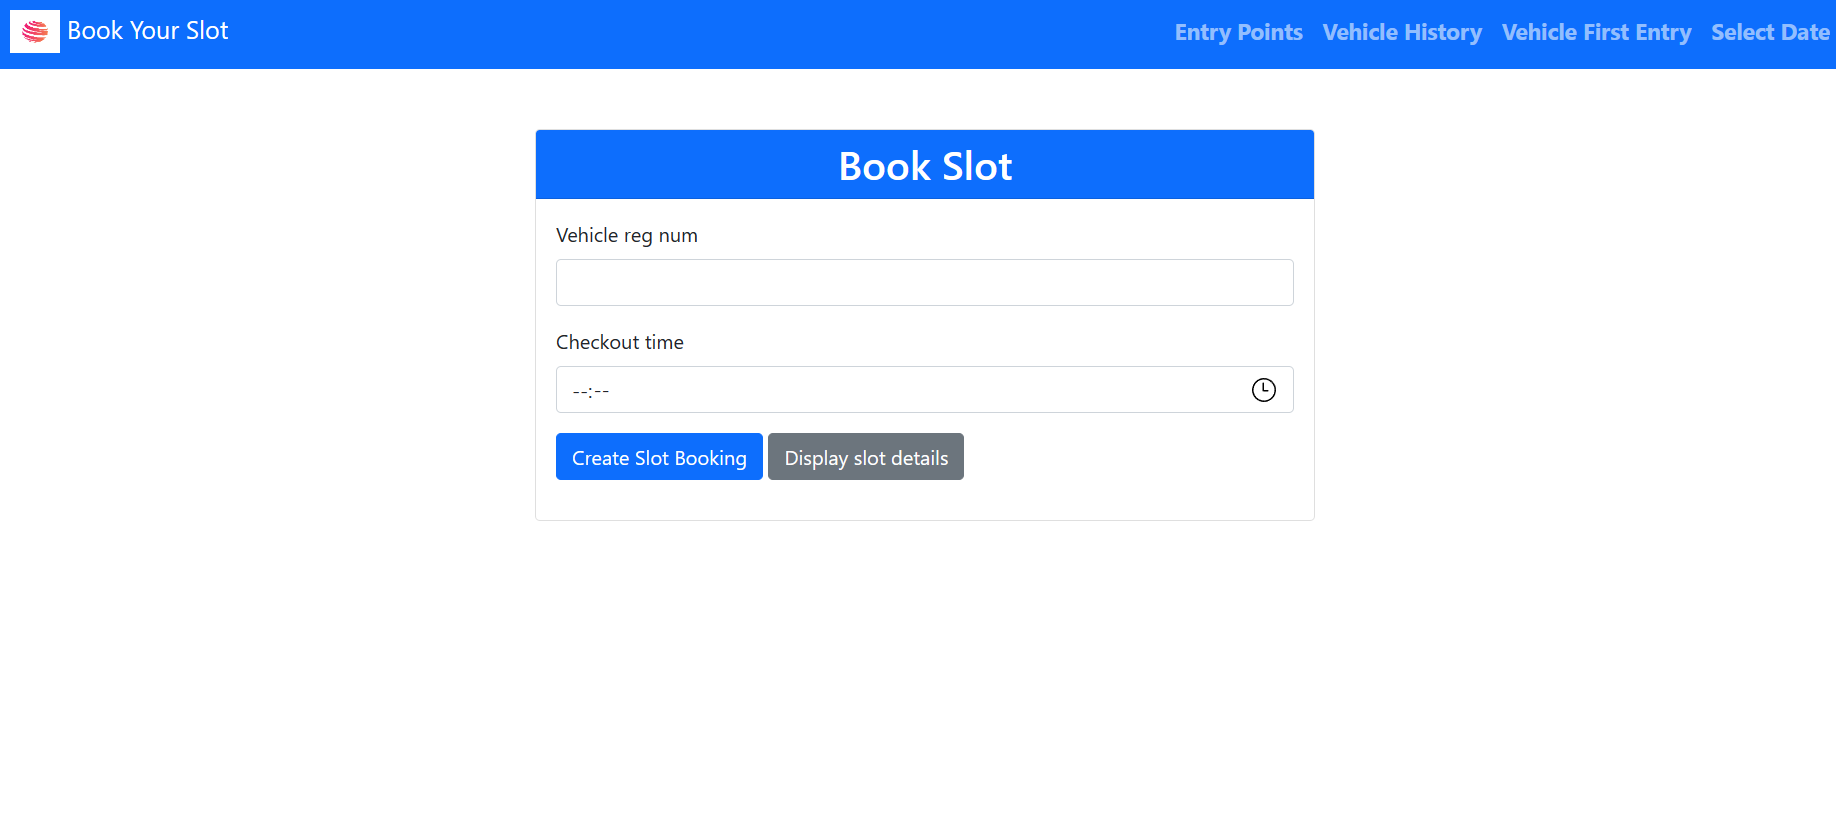 Book Your Slot
Entry Points Vehicle History Vehicle First Entry Select Date
Book Slot
Vehicle reg num
Checkout time
--:--
Create Slot Booking
Display slot details